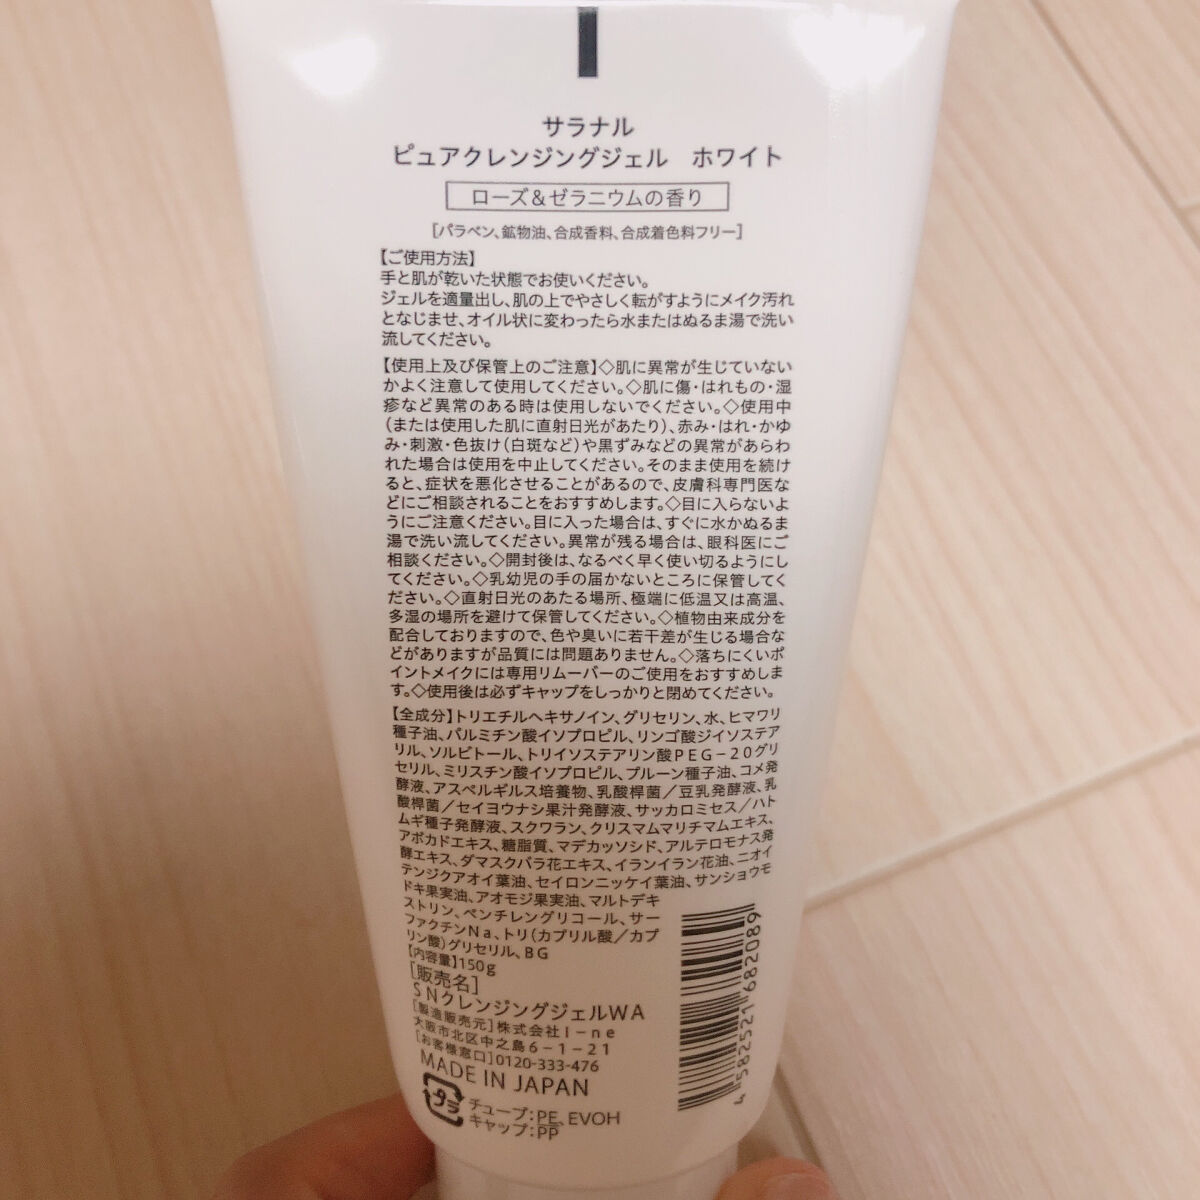 サラナル
ピュアクレンジングジェル ホワイト
ローズ&ゼラニウムの香り
[パラベン、鉱物油、合成香料、合成着色料フリー]
【ご使用方法】
手と肌が乾いた状態でお使いください。
ジェルを適量出し、肌の上でやさしく転がすようにメイク汚れ
となじませ、オイル状に変わったら水またはぬるま湯で洗い
流してください。
【使用上及び保管上のご注意】◇肌に異常が生じていない
かよく注意して使用してください。◇肌に傷・はれもの・湿
疹など異常のある時は使用しないでください。◇使用中
(または使用した肌に直射日光があたり)、赤み・はれ・かゆ
み・刺激・色抜け(白斑など)や黒ずみなどの異常があらわ
れた場合は使用を中止してください。そのまま使用を続け
ると、症状を悪化させることがあるので、皮膚科専門医な
どにご相談されることをおすすめします。◇目に入らないよ
うにご注意ください。目に入った場合は、すぐに水かぬるま
湯で洗い流してください。異常が残る場合は、眼科医にご
相談ください。◇開封後は、なるべく早く使い切るようにし
てください。◇乳幼児の手の届かないところに保管してく
ださい。◇直射日光のあたる場所、極端に低温又は高温、
多湿の場所を避けて保管してください。◇植物由来成分を
配合しておりますので、色や臭いに若干差が生じる場合な
どがありますが品質には問題ありません。◇落ちにくいポ
イントメイクには専用リムーバーのご使用をおすすめしま
す。◇使用後は必ずキャップをしっかりと閉めてください。
【全成分】トリエチルヘキサノイン、グリセリン、水、ヒマワリ
種子油、パルミチン酸イソプロピル、リンゴ酸ジイソステア
リル、ソルビトール、トリイソステアリン酸PEG-20グリ
セリル、ミリスチン酸イソプロピル、プルーン種子油、コメ発
酵液、アスペルギルス培養物、乳酸桿菌/豆乳発酵液、乳
酸桿菌/セイヨウナシ果汁発酵液、サッカロミセス/ハト
ムギ種子発酵液、スクワラン、クリスマムマリチマムエキス、
アボカドエキス、糖脂質、マデカッソシド、アルテロモナス発
酵エキス、ダマスクバラ花エキス、イランイラン花油、ニオイ
テンジクアオイ葉油、セイロンニッケイ葉油、サンショウモ
ドキ果実油、アオモジ果実油、マルトデキ
ストリン、ペンチレングリコール、サー
ファクチンNa、トリ(カプリル酸/カプ
リン酸)グリセリル、BG
【内容量】150g
[販売名]
SNクレンジングジェルWA
[製造販売元]株式会社I-ne
大阪市北区中之島6-1-21
[お客様窓口]0120-333-476
MADE IN JAPAN
プラ
チューブ:PE、EVOH
キャップ:PP
4 582521 682089